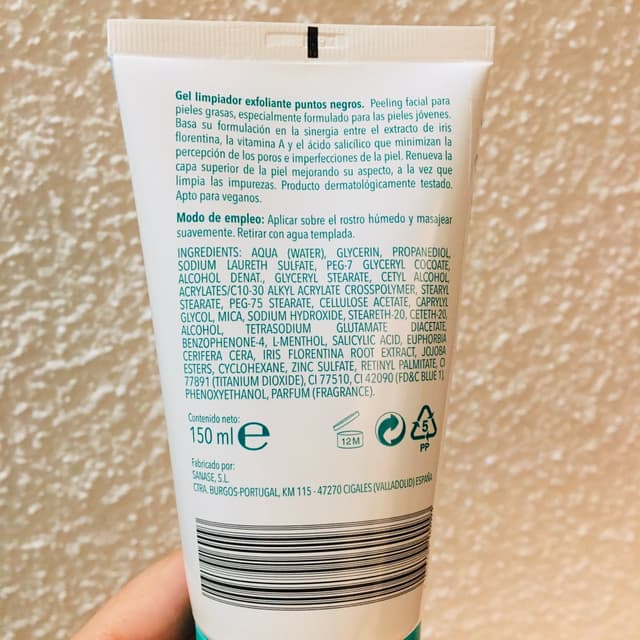 Gel limpiador exfoliante puntos negros. Peeling facial para
pieles grasas, especialmente formulado para las pieles jóvenes.
Basa su formulación en la sinergia entre el extracto de iris
florentina, la vitamina A y el ácido salicílico que minimizan la
percepción de los poros e imperfecciones de la piel. Renueva la
capa superior de la piel mejorando su aspecto, a la vez que
limpia las impurezas. Producto dermatológicamente testado.
Apto para veganos.
Modo de empleo: Aplicar sobre el rostro húmedo y masajear
suavemente. Retirar con agua templada.
INGREDIENTS: AQUA (WATER), GLYCERIN, PROPANEDIOL,
SODIUM LAURETH SULFATE, PEG-7 GLYCERYL COCOATE,
ALCOHOL DENAT., GLYCERYL STEARATE, CETYL ALCOHOL,
ACRYLATES/C10-30 ALKYL ACRYLATE CROSSPOLYMER, STEARYL
STEARATE, PEG-75 STEARATE, CELLULOSE ACETATE, CAPRYLYL
GLYCOL, MICA, SODIUM HYDROXIDE, STEARETH-20, CETETH-20,
ALCOHOL, TETRASODIUM GLUTAMATE DIACETATE,
BENZOPHENONE-4, L-MENTHOL, SALICYLIC ACID, EUPHORBIA
CERIFERA CERA, IRIS FLORENTINA ROOT EXTRACT, JOJOBA
ESTERS, CYCLOHEXANE, ZINC SULFATE, RETINYL PALMITATE, CI
77891 (TITANIUM DIOXIDE), CI 77510, CI 42090 (FD&C BLUE 1)
PHENOXYETHANOL, PARFUM (FRAGRANCE).
Contenido neto:
150 ml e
12M
5
PP
Fabricado por:
SANASE, S.L.
CTRA. BURGOS-PORTUGAL, KM 115 - 47270 CIGALES (VALLADOLID) ESPAÑA